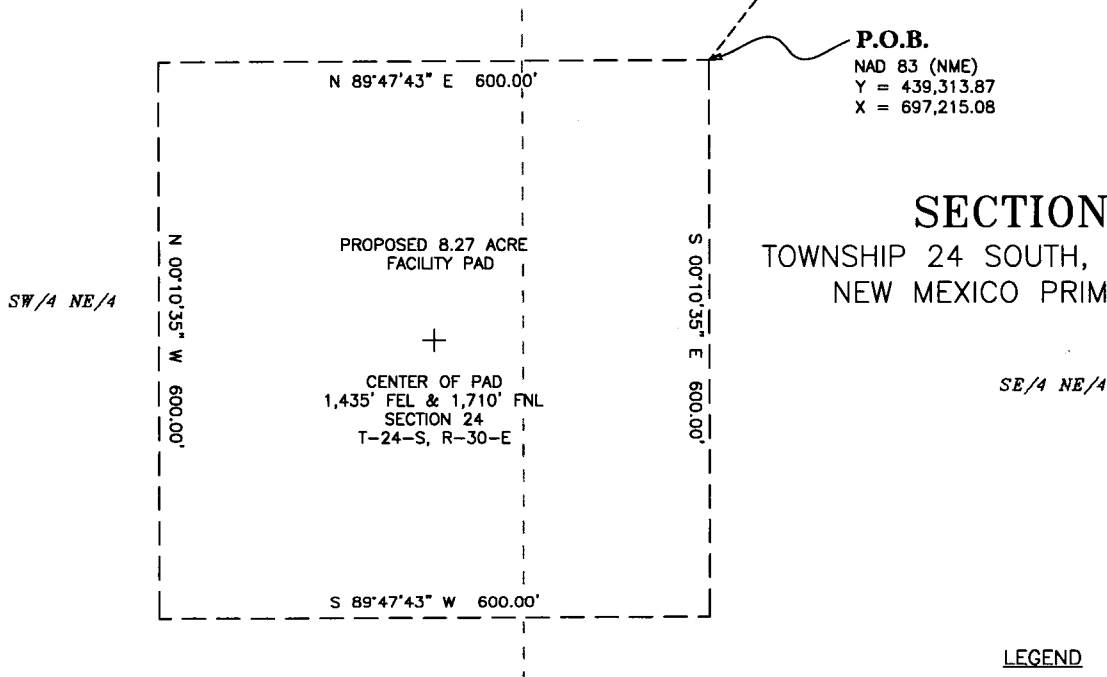 P.O.B.
NAD 83 (NME)
Y = 439,313.87
X = 697,215.08
N 89°47'43" E 600.00'
SECTION
TOWNSHIP 24 SOUTH,
NEW MEXICO PRIM
PROPOSED 8.27 ACRE
FACILITY PAD
N 00°10'35" W 600.00'
S 00°10'35" E 600.00'
SW/4 NE/4
SE/4 NE/4
CENTER OF PAD
1,435' FEL & 1,710' FNL
SECTION 24
T-24-S, R-30-E
S 89°47'43" W 600.00'
LEGEND